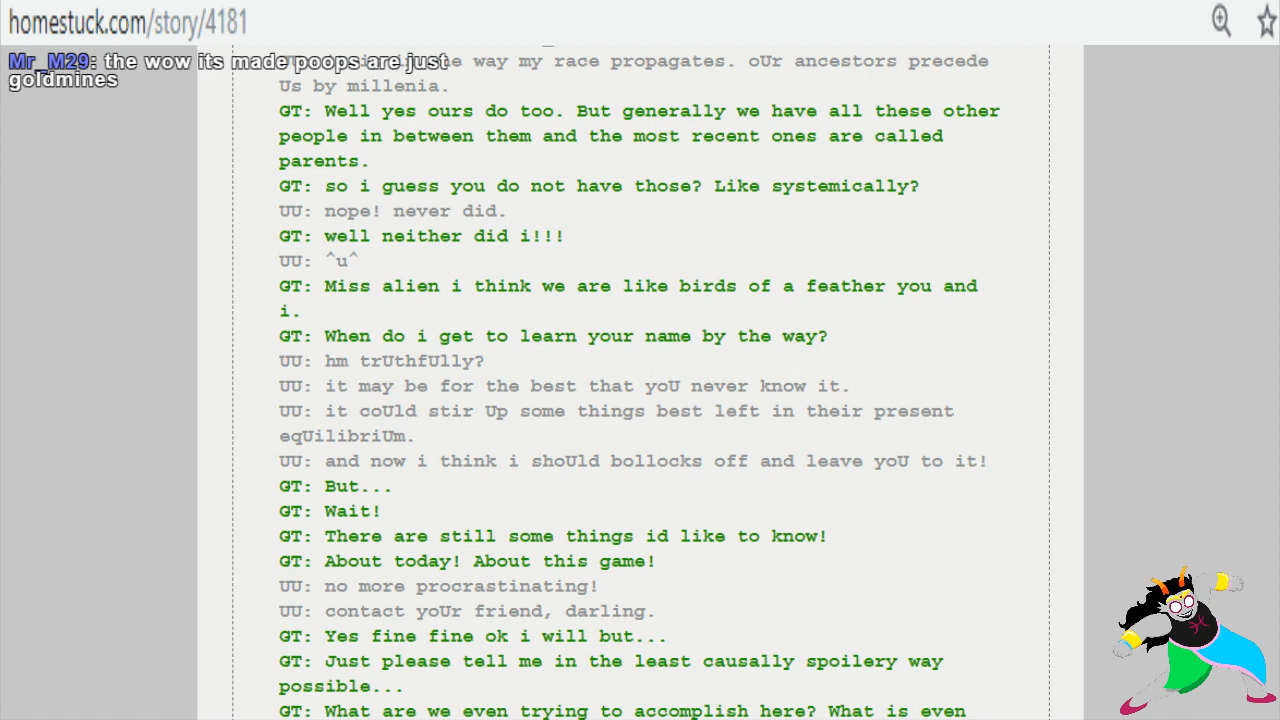 homestuck.com/story/4181
Mr_M29: the wow its made poops are just
goldmines
he way my race propagates. oUr ancestors precede
Us by millenia.
GT: Well yes ours do too. But generally we have all these other
people in between them and the most recent ones are called
parents.
GT: so i guess you do not have those? Like systemically?
UU: nope! never did.
GT: well neither did i!!!
UU: ^u^
GT: Miss alien i think we are like birds of a feather you and
i.
GT: When do i get to learn your name by the way?
UU: hm trUthfUlly?
UU: it may be for the best that yoU never know it.
UU: it coUld stir Up some things best left in their present
eqUilibriUm.
UU: and now i think i shoUld bollocks off and leave yoU to it!
GT: But...
GT: Wait!
GT: There are still some things id like to know!
GT: About today! About this game!
UU: no more procrastinating!
UU: contact yoUr friend, darling.
GT: Yes fine fine ok i will but...
GT: Just please tell me in the least causally spoilery way
possible...
GT: What are we even trying to accomplish here? What is even